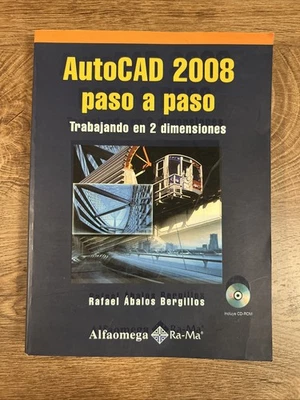 AutoCAD 2008
paso a paso
Trabajando en 2 dimensiones
Rafael Ábalos Bergillos
Incluye CD-ROM
Alfaomega Ra-Ma®